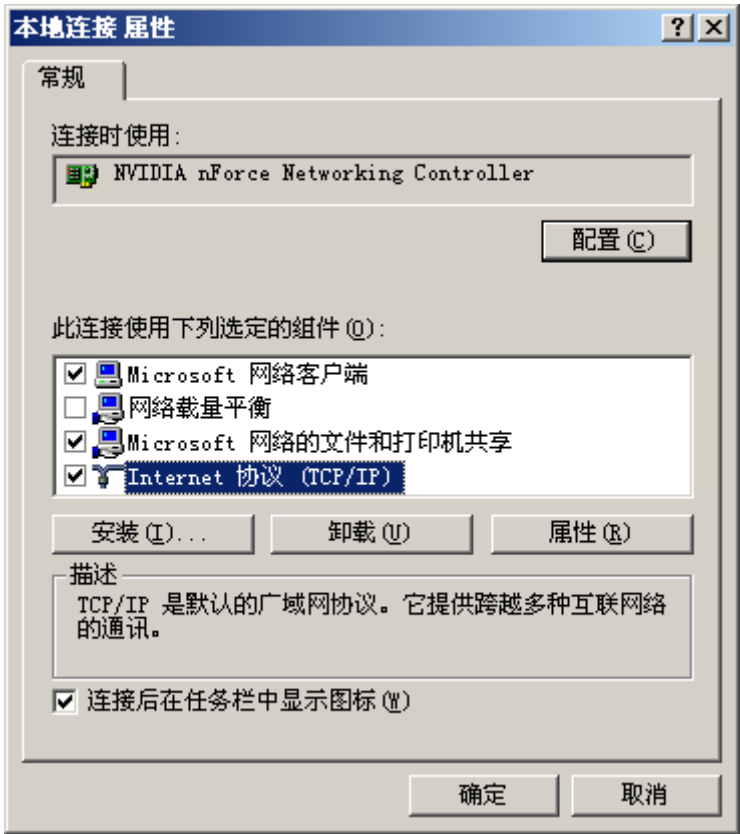 本地连接 属性
常规
连接时使用:
NVIDIA nForce Networking Controller
配置(C)
此连接使用下列选定的组件(O):
Microsoft 网络客户端
网络载量平衡
Microsoft 网络的文件和打印机共享
Internet 协议 (TCP/IP)
安装(I)...
卸载(U)
属性(R)
描述
TCP/IP 是默认的广域网协议。它提供跨越多种互联网络
的通讯。
连接后在任务栏中显示图标(W)
确定
取消